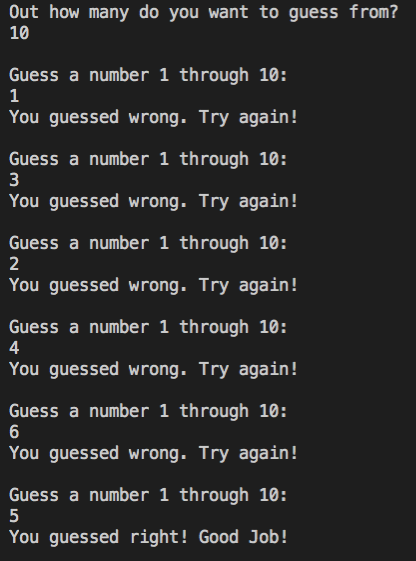 Out how many do you want to guess from?
10
Guess a number 1 through 10:
1
You guessed wrong. Try again!
Guess a number 1 through 10:
3
You guessed wrong. Try again!
Guess a number 1 through 10:
2
You guessed wrong. Try again!
Guess a number 1 through 10:
4
You guessed wrong. Try again!
Guess a number 1 through 10:
6
You guessed wrong. Try again!
Guess a number 1 through 10:
5
You guessed right! Good Job!